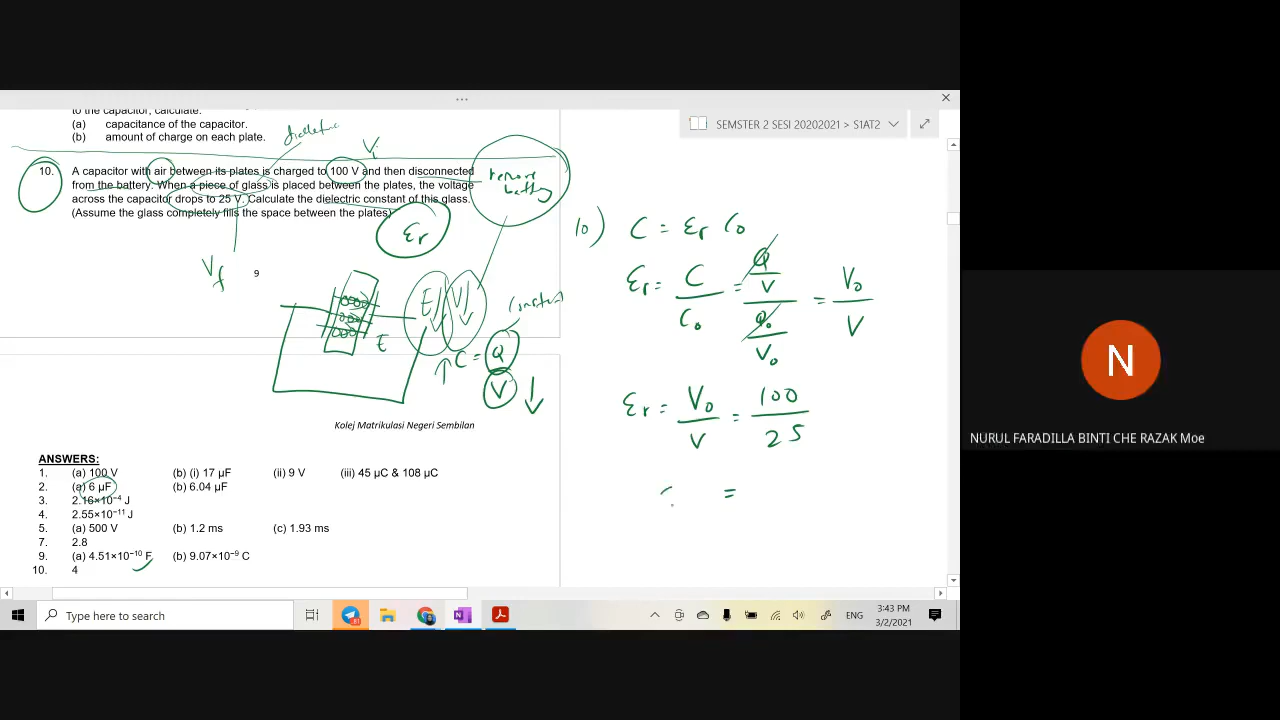 to the capacitor, calculate:
(a) capacitance of the capacitor.
(b) amount of charge on each plate.
SEMSTER 2 SESI 20202021 > S1AT2
dielectric
Vi
10. A capacitor with air between its plates is charged to 100 V and then disconnected
from the battery. When a piece of glass is placed between the plates, the voltage
across the capacitor drops to 25 V. Calculate the dielectric constant of this glass.
(Assume the glass completely fills the space between the plates)
remove
battery
εr
Vf
9
E↓ V↓
constant
E
↑ C = Q
V ↓
10) C = εr C₀
εr = C/C₀ = (Q/V)/(Q₀/V₀) = V₀/V
εr = V₀/V = 100/25
=
Kolej Matrikulasi Negeri Sembilan
ANSWERS:
1. (a) 100 V (b) (i) 17 µF (ii) 9 V (iii) 45 µC & 108 µC
2. (a) 6 µF (b) 6.04 µF
3. 2.16×10⁻⁴ J
4. 2.55×10⁻¹¹ J
5. (a) 500 V (b) 1.2 ms (c) 1.93 ms
7. 2.8
9. (a) 4.51×10⁻¹⁰ F (b) 9.07×10⁻⁹ C
10. 4
N
NURUL FARADILLA BINTI CHE RAZAK Moe
Type here to search
ENG
3:43 PM
3/2/2021